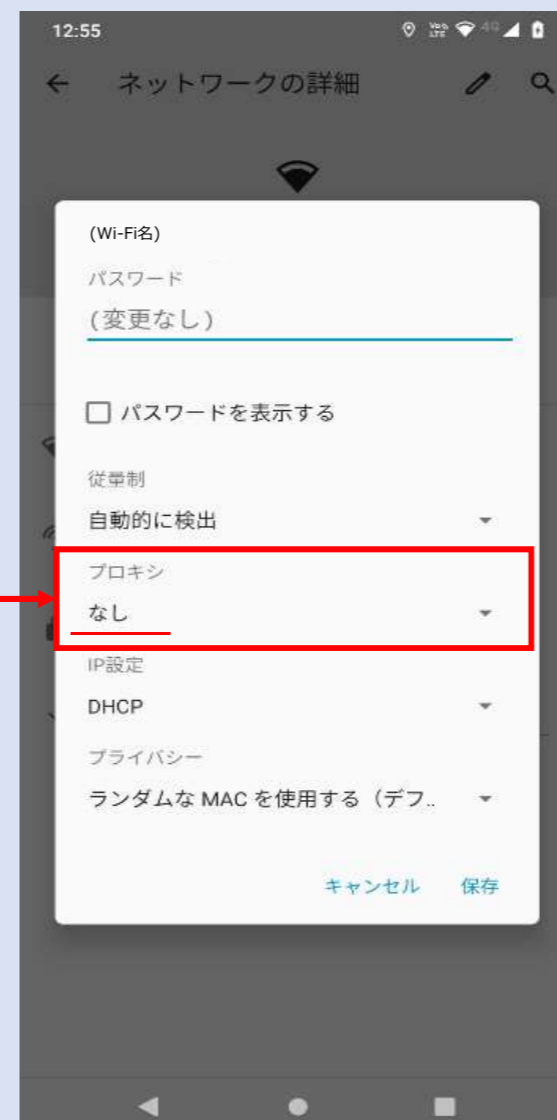 12:55
Vo))
LTE
4G
ネットワークの詳細
(Wi-Fi名)
パスワード
(変更なし)
パスワードを表示する
従量制
自動的に検出
プロキシ
なし
IP設定
DHCP
プライバシー
ランダムな MAC を使用する（デフ..
キャンセル 保存